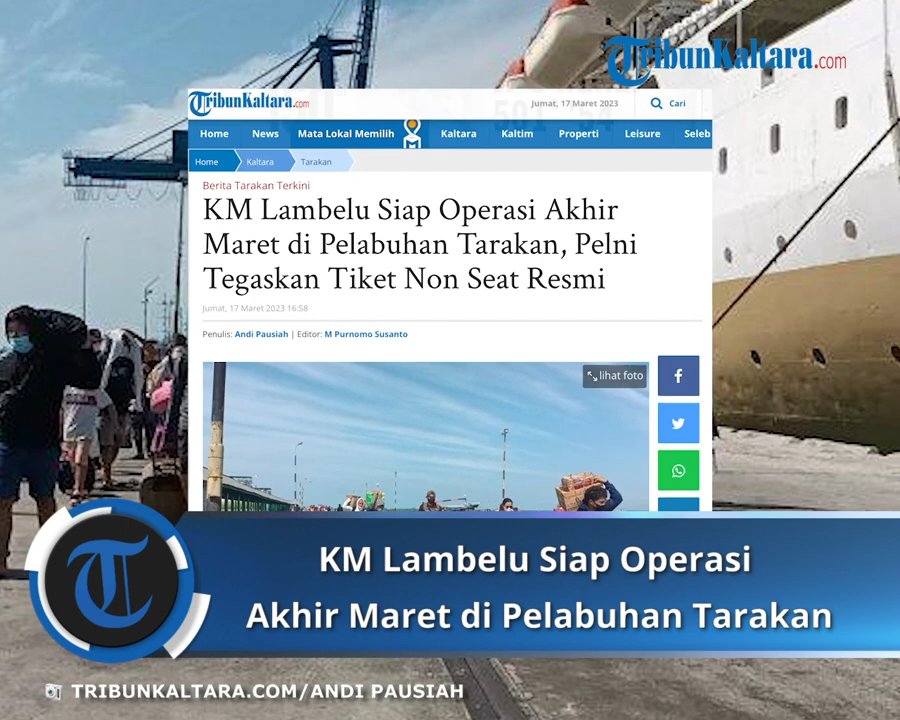 TribunKaltara.com
TribunKaltara.com
Jumat, 17 Maret 2023
Cari
Home News Mata Lokal Memilih Kaltara Kaltim Properti Leisure Seleb
Home Kaltara Tarakan
Berita Tarakan Terkini
KM Lambelu Siap Operasi Akhir
Maret di Pelabuhan Tarakan, Pelni
Tegaskan Tiket Non Seat Resmi
Jumat, 17 Maret 2023 16:58
Penulis: Andi Pausiah | Editor: M Purnomo Susanto
lihat foto
KM Lambelu Siap Operasi
Akhir Maret di Pelabuhan Tarakan
TRIBUNKALTARA.COM/ANDI PAUSIAH